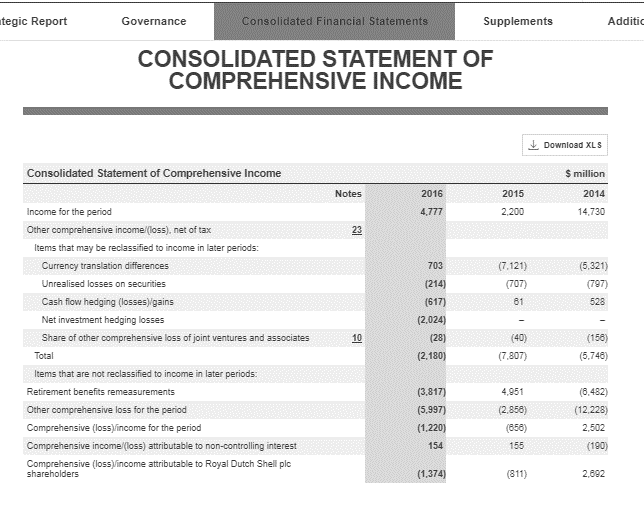 tegic Report Governance Consolidated Financial Statements Supplements Additio
CONSOLIDATED STATEMENT OF
COMPREHENSIVE INCOME
Download XLS
Consolidated Statement of Comprehensive Income $ million
Notes 2016 2015 2014
Income for the period 4,777 2,200 14,730
Other comprehensive income/(loss), net of tax 23
Items that may be reclassified to income in later periods:
Currency translation differences 703 (7,121) (5,321)
Unrealised losses on securities (214) (707) (797)
Cash flow hedging (losses)/gains (617) 61 528
Net investment hedging losses (2,024) – –
Share of other comprehensive loss of joint ventures and associates 10 (28) (40) (156)
Total (2,180) (7,807) (5,746)
Items that are not reclassified to income in later periods:
Retirement benefits remeasurements (3,817) 4,951 (6,482)
Other comprehensive loss for the period (5,997) (2,856) (12,228)
Comprehensive (loss)/income for the period (1,220) (656) 2,502
Comprehensive income/(loss) attributable to non-controlling interest 154 155 (190)
Comprehensive (loss)/income attributable to Royal Dutch Shell plc
shareholders (1,374) (811) 2,692